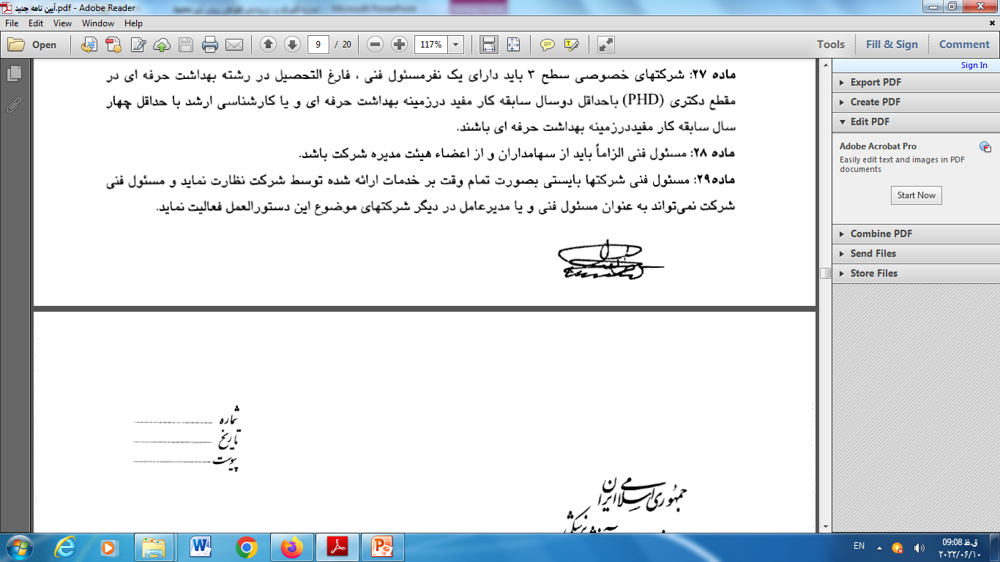 آیین نامه جدید.pdf - Adobe Reader
File Edit View Window Help
Open 9 / 20 117% Tools Fill & Sign Comment
Sign In
Export PDF
Create PDF
Edit PDF
Adobe Acrobat Pro
Easily edit text and images in PDF
documents
Start Now
Combine PDF
Send Files
Store Files
ماده ۲۷: شرکتهای خصوصی سطح ۳ باید دارای یک نفرمسئول فنی ، فارغ التحصیل در رشته بهداشت حرفه ای در
مقطع دکتری (PHD) باحداقل دوسال سابقه کار مفید درزمینه بهداشت حرفه ای و یا کارشناسی ارشد با حداقل چهار
سال سابقه کار مفیددرزمینه بهداشت حرفه ای باشند.
ماده ۲۸: مسئول فنی الزاماً باید از سهامداران و از اعضاء هیئت مدیره شرکت باشد.
ماده۲۹: مسئول فنی شرکتها بایستی بصورت تمام وقت بر خدمات ارائه شده توسط شرکت نظارت نماید و مسئول فنی
شرکت نمی‌تواند به عنوان مسئول فنی و یا مدیرعامل در دیگر شرکتهای موضوع این دستورالعمل فعالیت نماید.
شماره
تاریخ
پیوست
جمهوری اسلامی ایران
EN
09:08 ق.ظ
۲۰۲۲/۰۶/۱۰